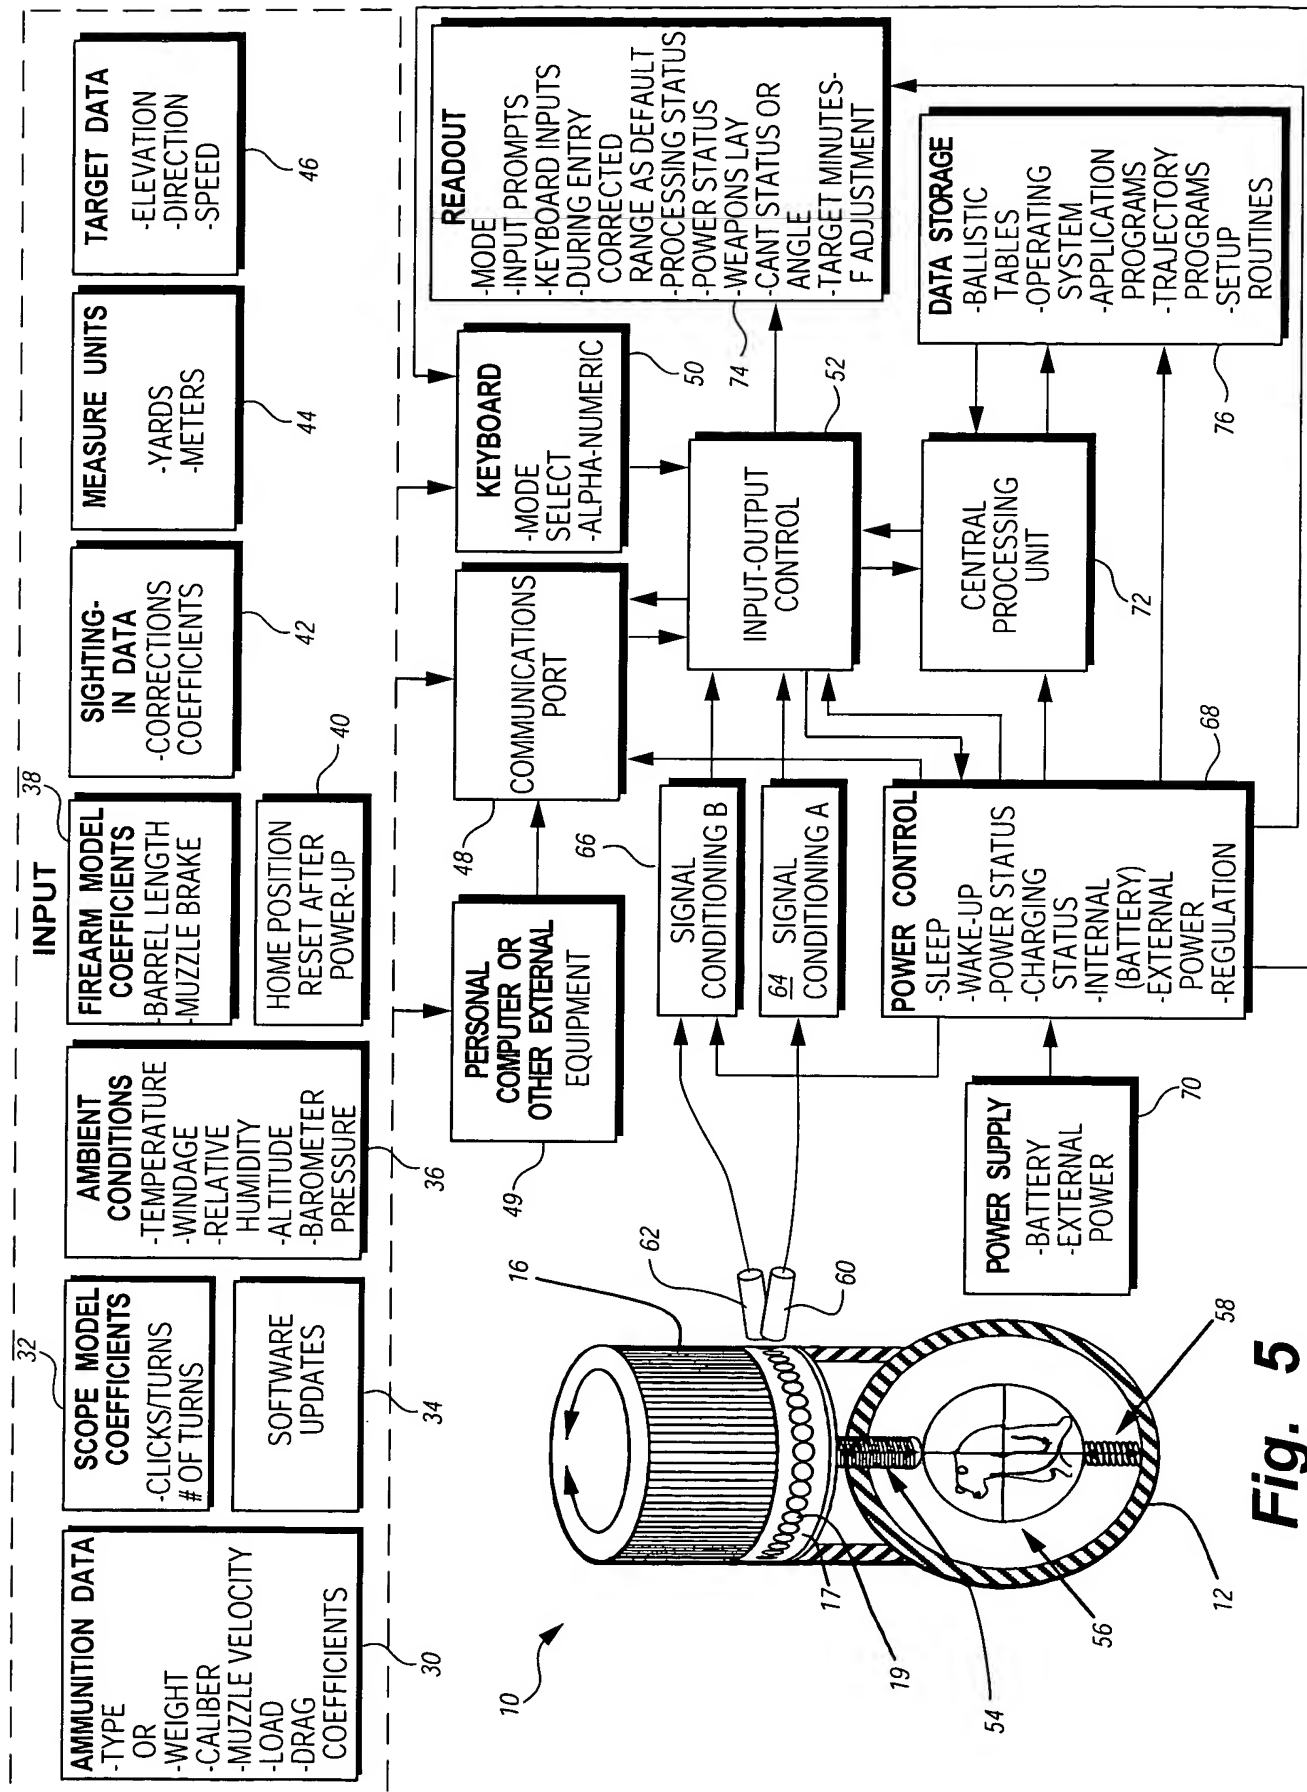 INPUT
AMMUNITION DATA
-TYPE
OR
-WEIGHT
-CALIBER
-MUZZLE VELOCITY
-LOAD
-DRAG
COEFFICIENTS
30
32
SCOPE MODEL
COEFFICIENTS
-CLICKS/TURNS
# OF TURNS
SOFTWARE
UPDATES
34
AMBIENT
CONDITIONS
-TEMPERATURE
-WINDAGE
-RELATIVE
HUMIDITY
-ALTITUDE
-BAROMETER
PRESSURE
36
38
FIREARM MODEL
COEFFICIENTS
-BARREL LENGTH
-MUZZLE BRAKE
HOME POSITION
RESET AFTER
POWER-UP
40
SIGHTING-
IN DATA
-CORRECTIONS
COEFFICIENTS
42
MEASURE UNITS
-YARDS
-METERS
44
TARGET DATA
-ELEVATION
-DIRECTION
-SPEED
46
PERSONAL
COMPUTER OR
OTHER EXTERNAL
EQUIPMENT
49
COMMUNICATIONS
PORT
48
KEYBOARD
-MODE
SELECT
-ALPHA-NUMERIC
50
READOUT
-MODE
-INPUT PROMPTS
-KEYBOARD INPUTS
-DURING ENTRY
CORRECTED
RANGE AS DEFAULT
-PROCESSING STATUS
-POWER STATUS
-WEAPONS LAY
-CANT STATUS OR
ANGLE
-TARGET MINUTES-
F ADJUSTMENT
74
10
16
62
60
17
19
54
56
12
58
66
SIGNAL
CONDITIONING B
64 SIGNAL
CONDITIONING A
INPUT-OUTPUT
CONTROL
52
POWER SUPPLY
-BATTERY
-EXTERNAL
POWER
70
POWER CONTROL
-SLEEP
-WAKE-UP
-POWER STATUS
-CHARGING
STATUS
-INTERNAL
(BATTERY)
-EXTERNAL
POWER
-REGULATION
68
CENTRAL
PROCESSING
UNIT
72
DATA STORAGE
-BALLISTIC
TABLES
-OPERATING
SYSTEM
-APPLICATION
PROGRAMS
-TRAJECTORY
PROGRAMS
-SETUP
ROUTINES
76
Fig. 5